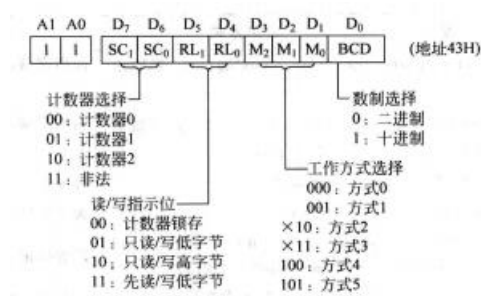 A1 A0 D7 D6 D5 D4 D3 D2 D1 D0
1 1 SC1 SC0 RL1 RL0 M2 M1 M0 BCD (地址43H)
计数器选择
00：计数器0
01：计数器1
10：计数器2
11：非法
数制选择
0：二进制
1：十进制
读/写指示位
00：计数器锁存
01：只读/写低字节
10；只读/写高字节
11：先读/写低字节
工作方式选择
000：方式0
001：方式1
×10：方式2
×11：方式3
100：方式4
101：方式5